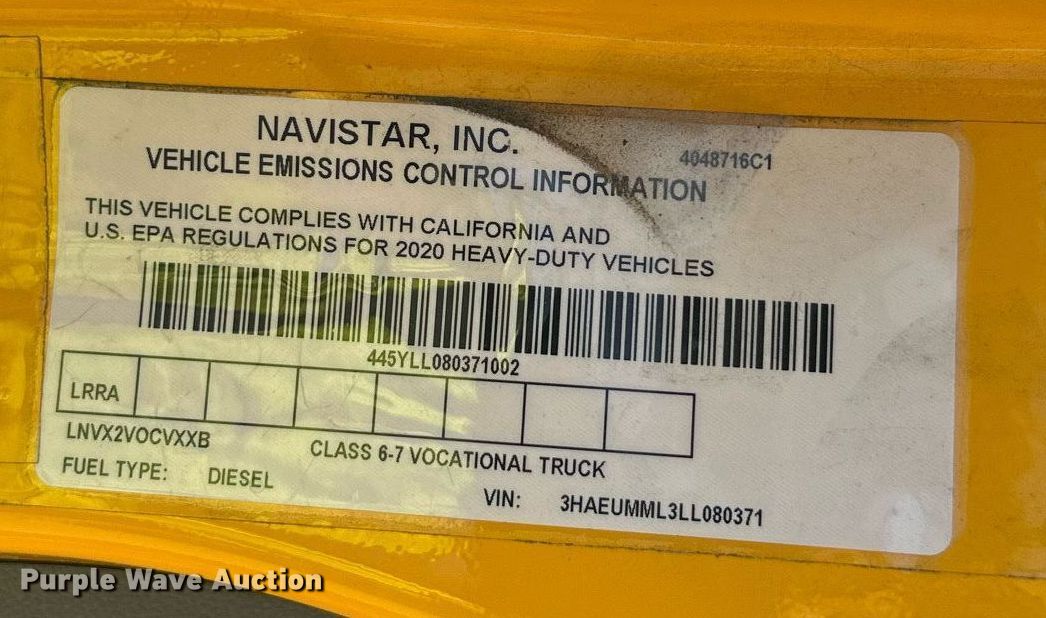 NAVISTAR, INC.
4048716C1
VEHICLE EMISSIONS CONTROL INFORMATION
THIS VEHICLE COMPLIES WITH CALIFORNIA AND
U.S. EPA REGULATIONS FOR 2020 HEAVY-DUTY VEHICLES
445YLL080371002
LRRA
LNVX2VOCVXXB
CLASS 6-7 VOCATIONAL TRUCK
FUEL TYPE: DIESEL
VIN: 3HAEUMML3LL080371
Purple Wave Auction